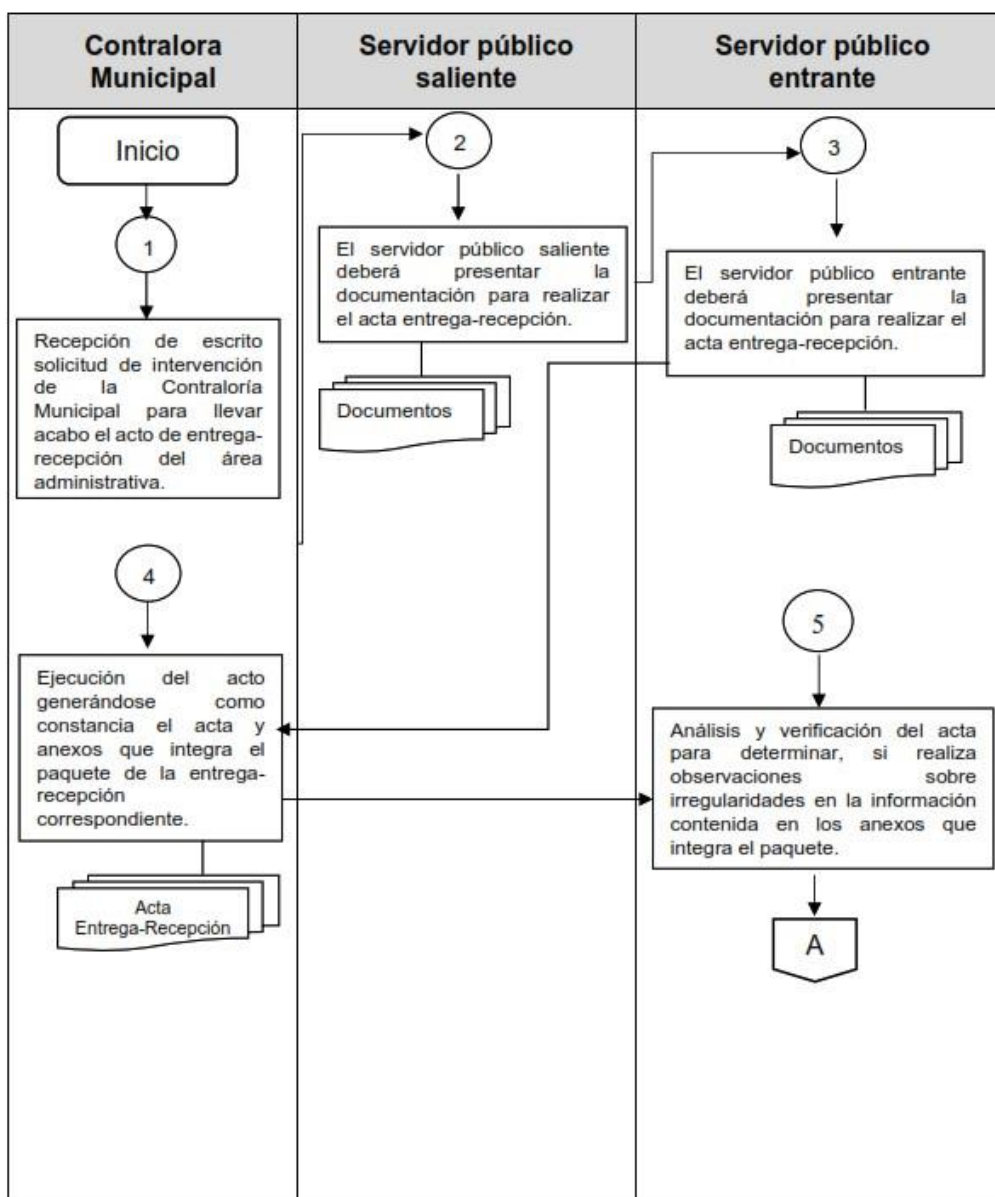 Contralora
Municipal
Servidor público
saliente
Servidor público
entrante
Inicio
1
Recepción de escrito
solicitud de intervención
de la Contraloría
Municipal para llevar
acabo el acto de entrega-
recepción del área
administrativa.
2
El servidor público saliente
deberá presentar la
documentación para realizar
el acta entrega-recepción.
Documentos
3
El servidor público entrante
deberá presentar la
documentación para realizar el
acta entrega-recepción.
Documentos
4
Ejecución del acto
generándose como
constancia el acta y
anexos que integra el
paquete de la entrega-
recepción
correspondiente.
Acta
Entrega-Recepción
5
Análisis y verificación del acta
para determinar, si realiza
observaciones sobre
irregularidades en la información
contenida en los anexos que
integra el paquete.
A